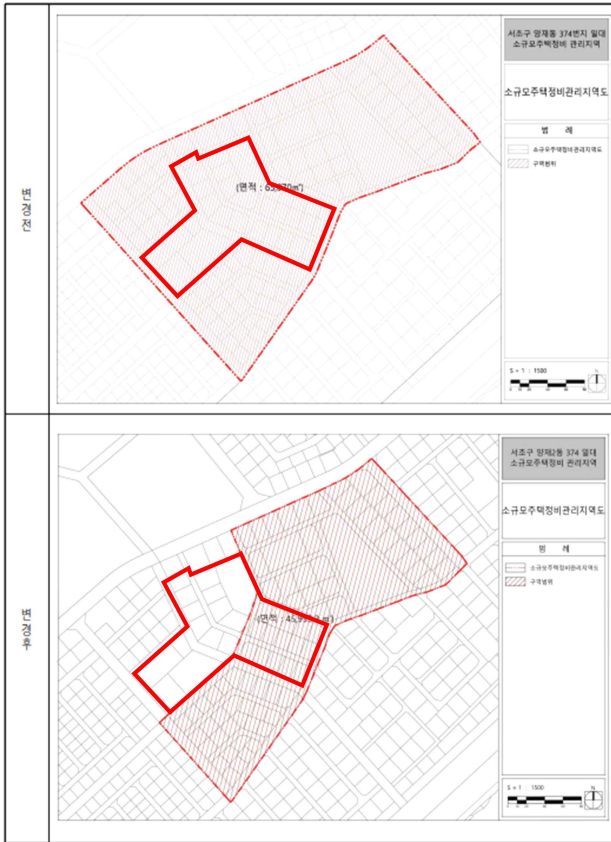 변경전
(면적 : 65,070㎡)
서초구 양재동 374번지 일대
소규모주택정비 관리지역
소규모주택정비관리지역도
범 례
소규모주택정비관리지역도
구역범위
S = 1 : 1500
N
변경후
(면적 :
서초구 양재2동 374 일대
소규모주택정비 관리지역
소규모주택정비관리지역도
범 례
소규모주택정비관리지역도
구역범위
S = 1 : 1500
N